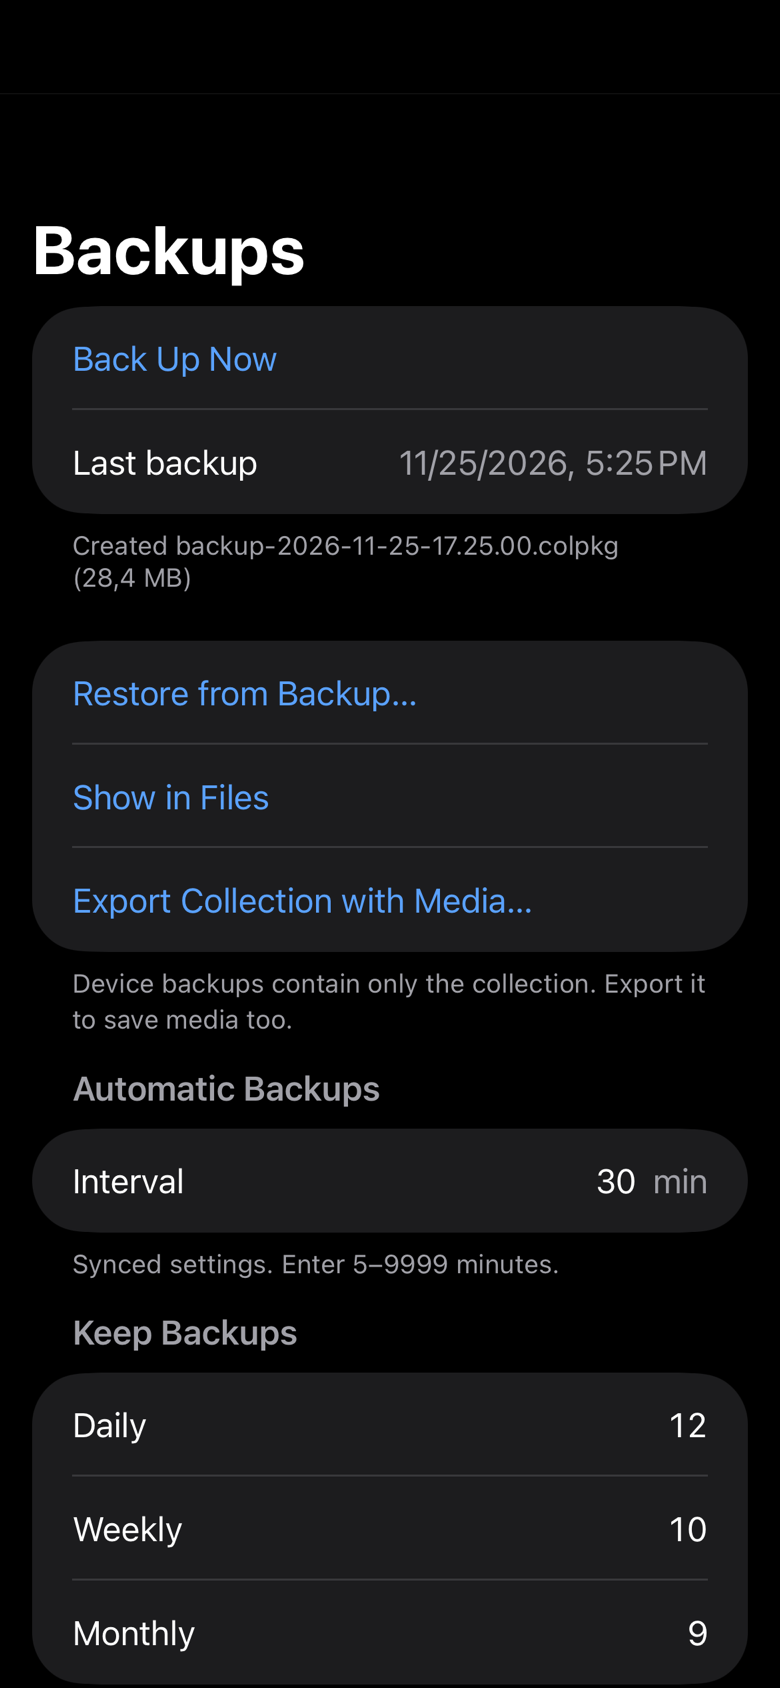 Backups
Back Up Now
Last backup 11/25/2026, 5:25 PM
Created backup-2026-11-25-17.25.00.colpkg
(28,4 MB)
Restore from Backup...
Show in Files
Export Collection with Media...
Device backups contain only the collection. Export it
to save media too.
Automatic Backups
Interval 30 min
Synced settings. Enter 5–9999 minutes.
Keep Backups
Daily 12
Weekly 10
Monthly 9